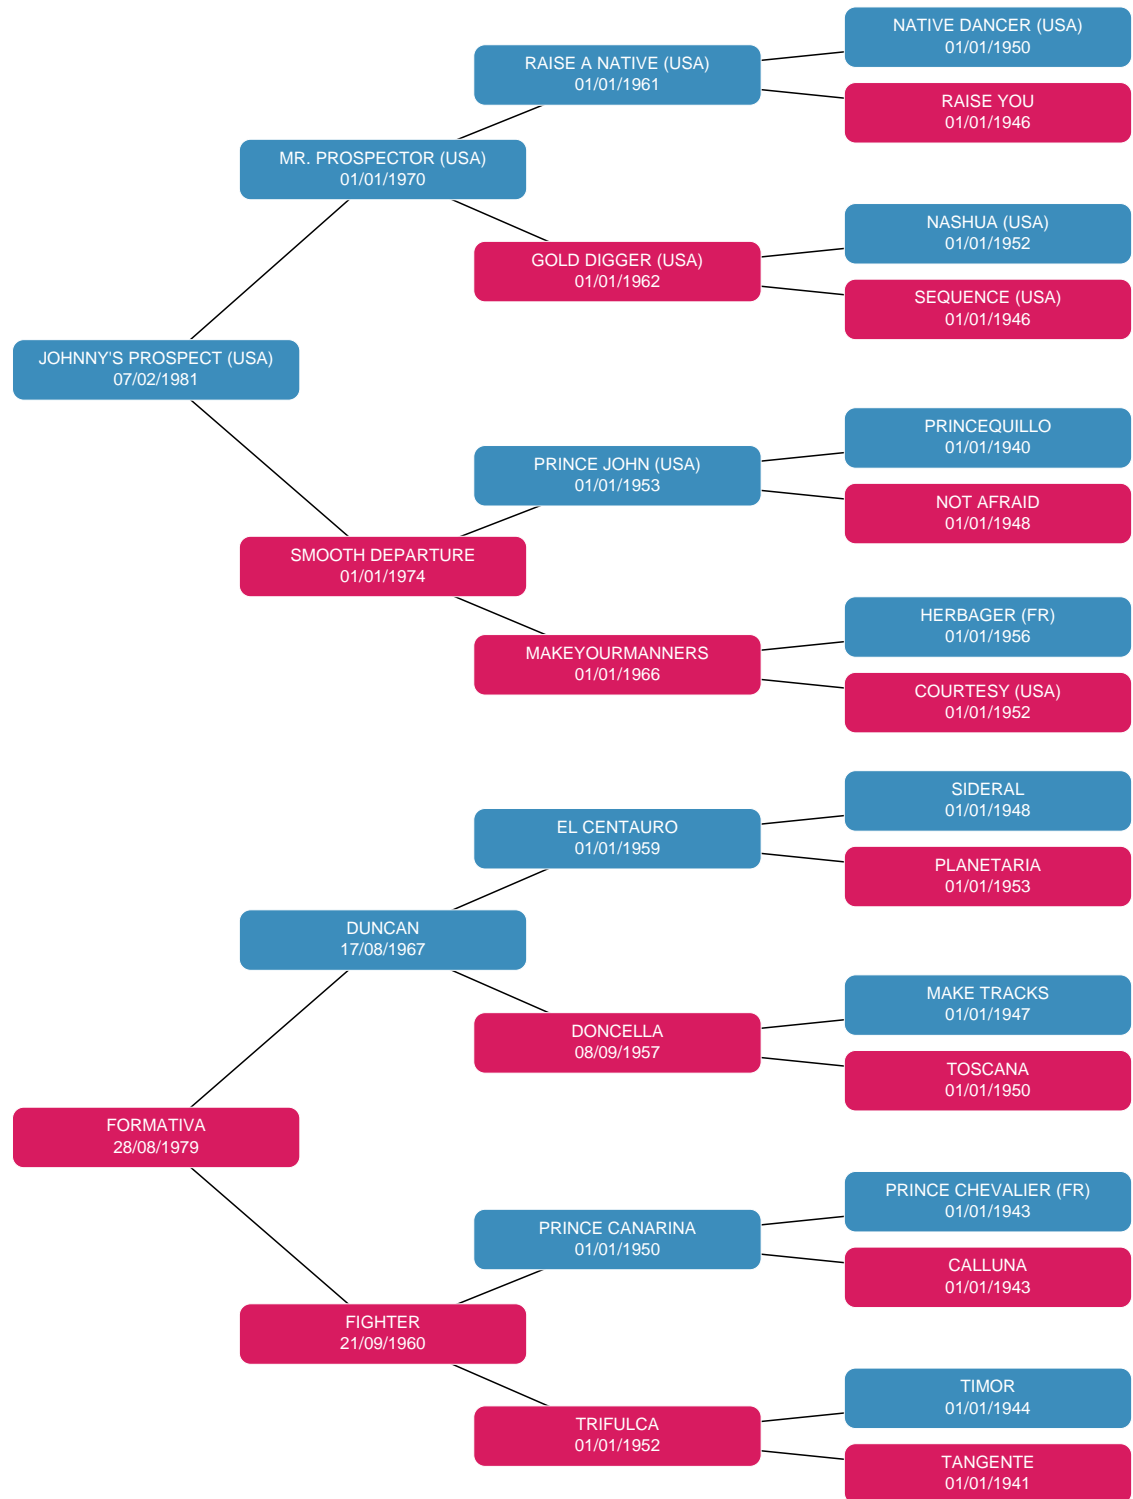 NATIVE DANCER (USA)
01/01/1950
RAISE A NATIVE (USA)
01/01/1961
RAISE YOU
01/01/1946
MR. PROSPECTOR (USA)
01/01/1970
NASHUA (USA)
01/01/1952
GOLD DIGGER (USA)
01/01/1962
SEQUENCE (USA)
01/01/1946
JOHNNY'S PROSPECT (USA)
07/02/1981
PRINCEQUILLO
01/01/1940
PRINCE JOHN (USA)
01/01/1953
NOT AFRAID
01/01/1948
SMOOTH DEPARTURE
01/01/1974
HERBAGER (FR)
01/01/1956
MAKEYOURMANNERS
01/01/1966
COURTESY (USA)
01/01/1952
SIDERAL
01/01/1948
EL CENTAURO
01/01/1959
PLANETARIA
01/01/1953
DUNCAN
17/08/1967
MAKE TRACKS
01/01/1947
DONCELLA
08/09/1957
TOSCANA
01/01/1950
FORMATIVA
28/08/1979
PRINCE CHEVALIER (FR)
01/01/1943
PRINCE CANARINA
01/01/1950
CALLUNA
01/01/1943
FIGHTER
21/09/1960
TIMOR
01/01/1944
TRIFULCA
01/01/1952
TANGENTE
01/01/1941